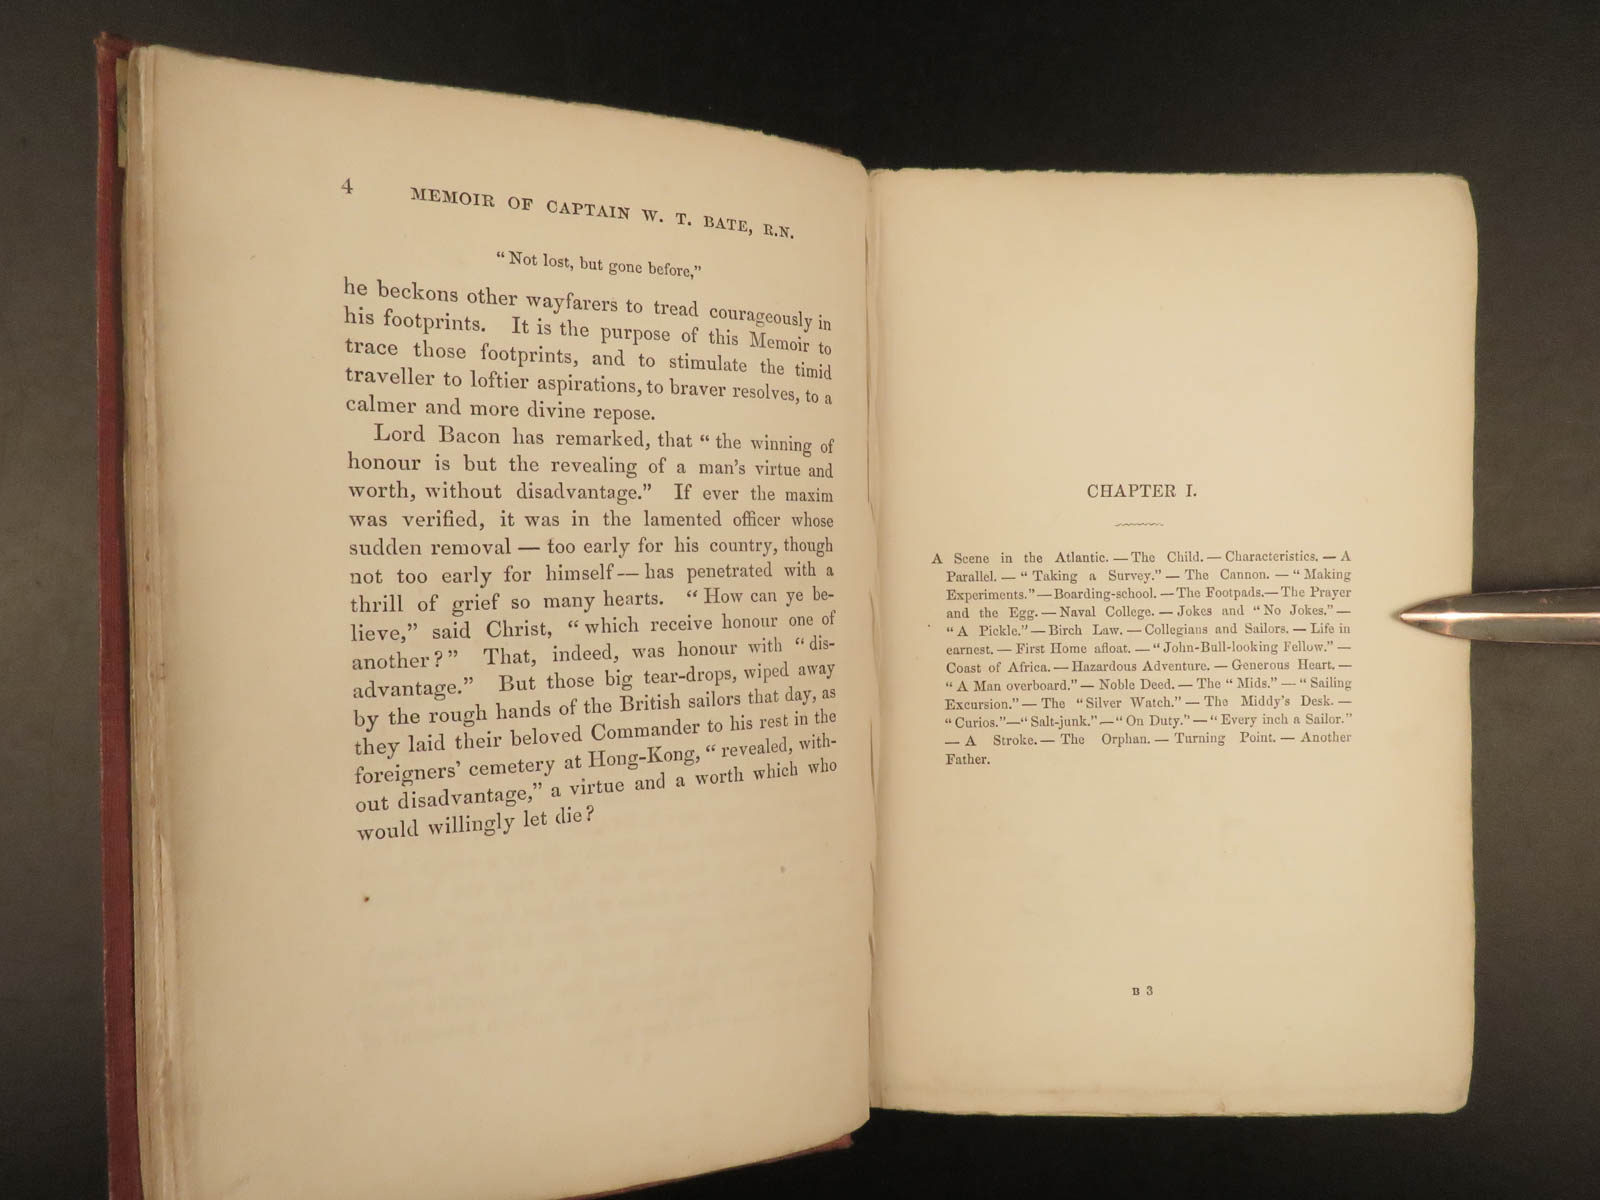 4 MEMOIR OF CAPTAIN W. T. BATE, R.N.
“Not lost, but gone before,”
he beckons other wayfarers to tread courageously in
his footprints. It is the purpose of this Memoir to
trace those footprints, and to stimulate the timid
traveller to loftier aspirations, to braver resolves, to a
calmer and more divine repose.
Lord Bacon has remarked, that “the winning of
honour is but the revealing of a man’s virtue and
worth, without disadvantage.” If ever the maxim
was verified, it was in the lamented officer whose
sudden removal — too early for his country, though
not too early for himself — has penetrated with a
thrill of grief so many hearts. “How can ye be-
lieve,” said Christ, “which receive honour one of
another?” That, indeed, was honour with “dis-
advantage.” But those big tear-drops, wiped away
by the rough hands of the British sailors that day, as
they laid their beloved Commander to his rest in the
foreigners’ cemetery at Hong-Kong, “revealed, with-
out disadvantage,” a virtue and a worth which who
would willingly let die?
CHAPTER I.
A Scene in the Atlantic. — The Child. — Characteristics. — A
Parallel. — “Taking a Survey.” — The Cannon. — “Making
Experiments.” — Boarding-school. — The Footpads. — The Prayer
and the Egg. — Naval College. — Jokes and “No Jokes.” —
“A Pickle.” — Birch Law. — Collegians and Sailors. — Life in
earnest. — First Home afloat. — “John-Bull-looking Fellow.” —
Coast of Africa. — Hazardous Adventure. — Generous Heart. —
“A Man overboard.” — Noble Deed. — The “Mids.” — “Sailing
Excursion.” — The “Silver Watch.” — The Middy’s Desk. —
“Curios.” — “Salt-junk.” — “On Duty.” — “Every inch a Sailor.”
— A Stroke. — The Orphan. — Turning Point. — Another
Father.
B 3